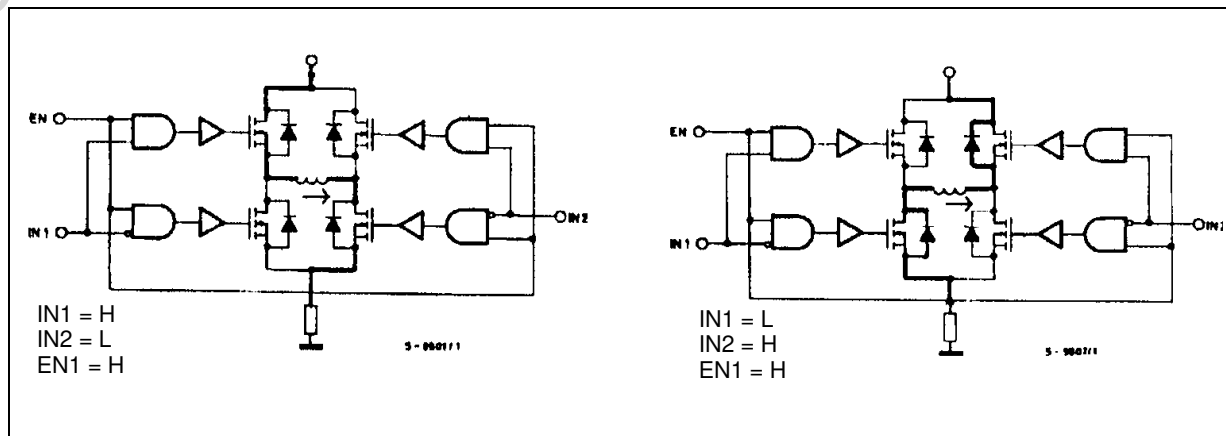 EN
IN1
IN2
IN1 = H
IN2 = L
EN1 = H
EN
IN1
IN1 = L
IN2 = H
EN1 = H